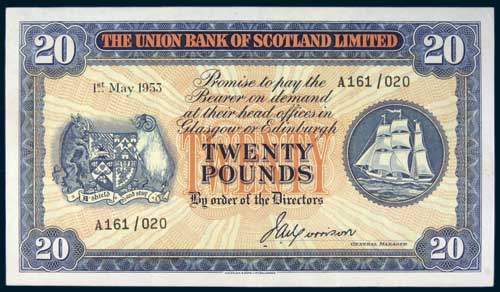 20 THE UNION BANK OF SCOTLAND LIMITED 20
1st May 1953
Promise to pay the A161/020
Bearer on demand
at their head offices in
Glasgow or Edinburgh
TWENTY
POUNDS
By order of the Directors
A161/020
GENERAL MANAGER
20 20